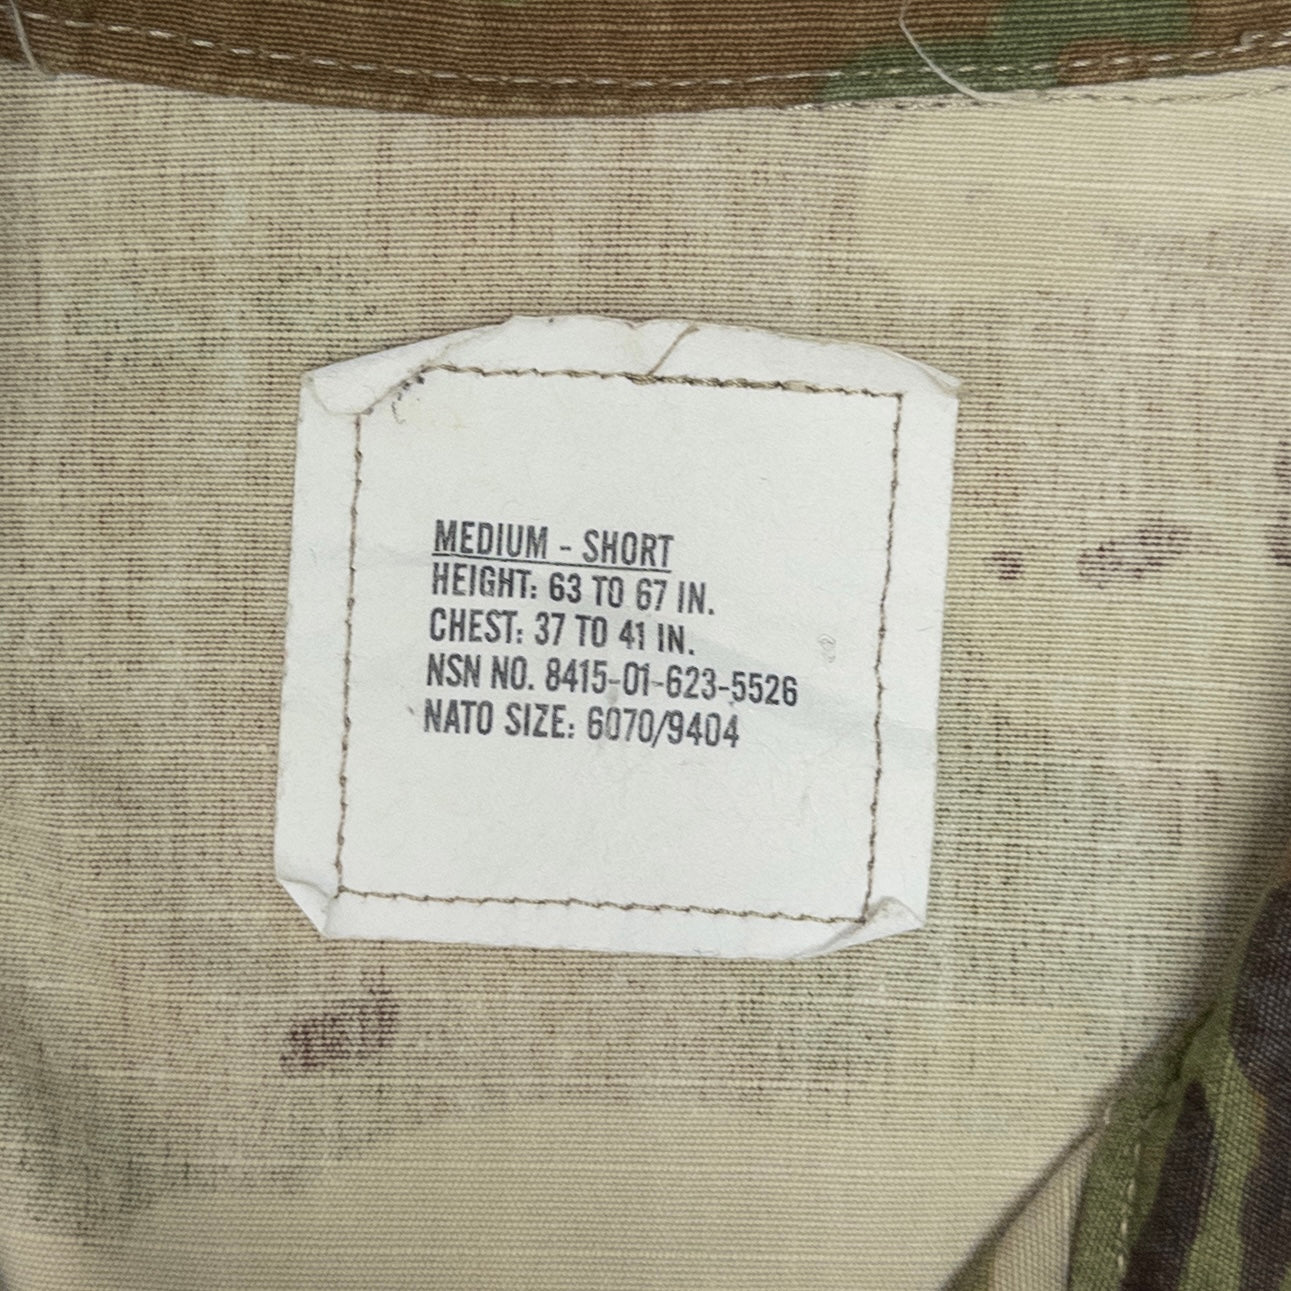 MEDIUM - SHORT
HEIGHT: 63 TO 67 IN.
CHEST: 37 TO 41 IN.
NSN NO. 8415-01-623-5526
NATO SIZE: 6070/9404